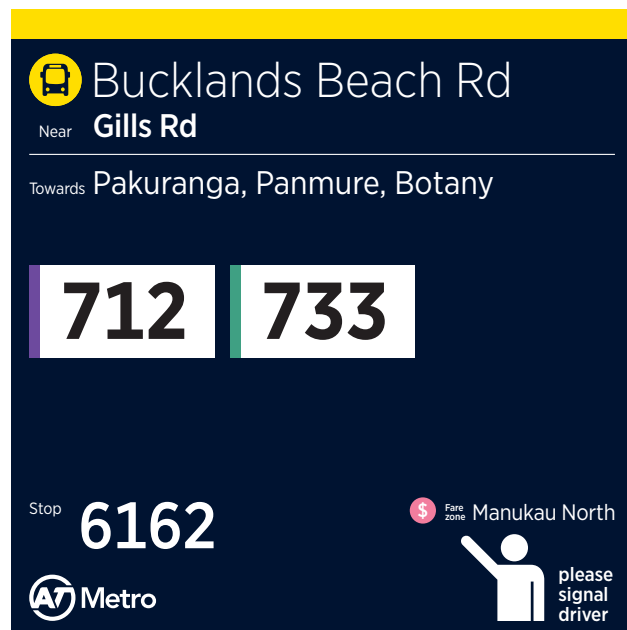 Bucklands Beach Rd
Near Gills Rd
Towards Pakuranga, Panmure, Botany
712 733
Stop 6162
$ Fare zone Manukau North
AT Metro
please
signal
driver